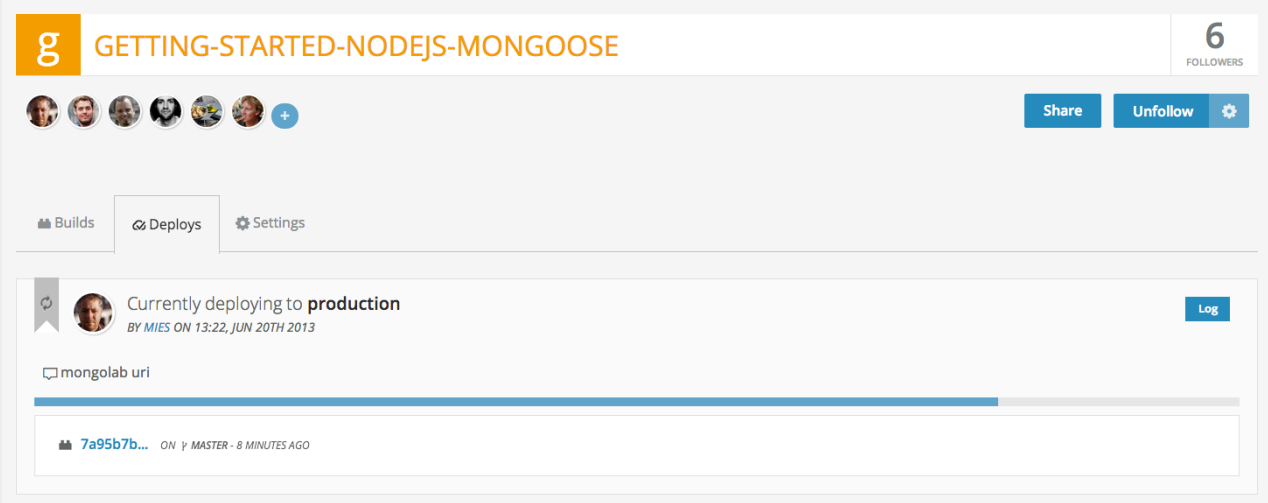 g GETTING-STARTED-NODEJS-MONGOOSE
6
FOLLOWERS
+
Share Unfollow
Builds Deploys Settings
Currently deploying to production
BY MIES ON 13:22, JUN 20TH 2013
Log
mongolab uri
7a95b7b... ON MASTER - 8 MINUTES AGO